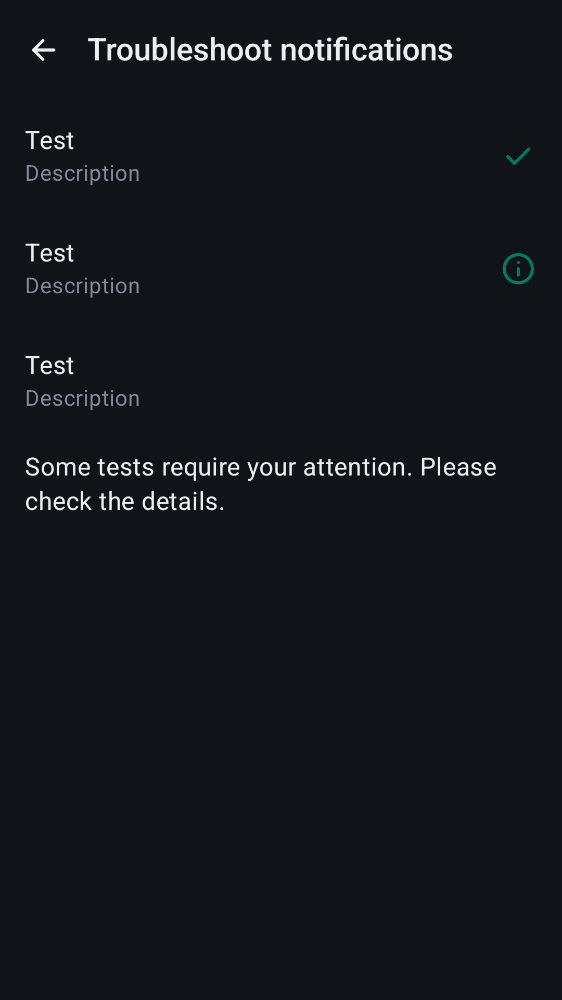 Troubleshoot notifications
Test
Description
Test
Description
Test
Description
Some tests require your attention. Please
check the details.